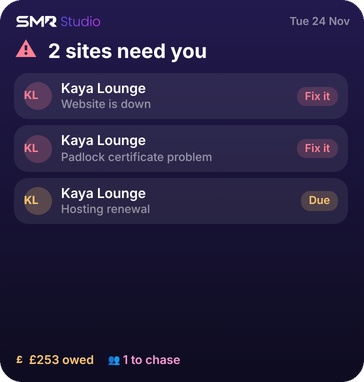 SMR Studio
Tue 24 Nov
2 sites need you
KL
Kaya Lounge
Website is down
Fix it
KL
Kaya Lounge
Padlock certificate problem
Fix it
KL
Kaya Lounge
Hosting renewal
Due
£ £253 owed
1 to chase